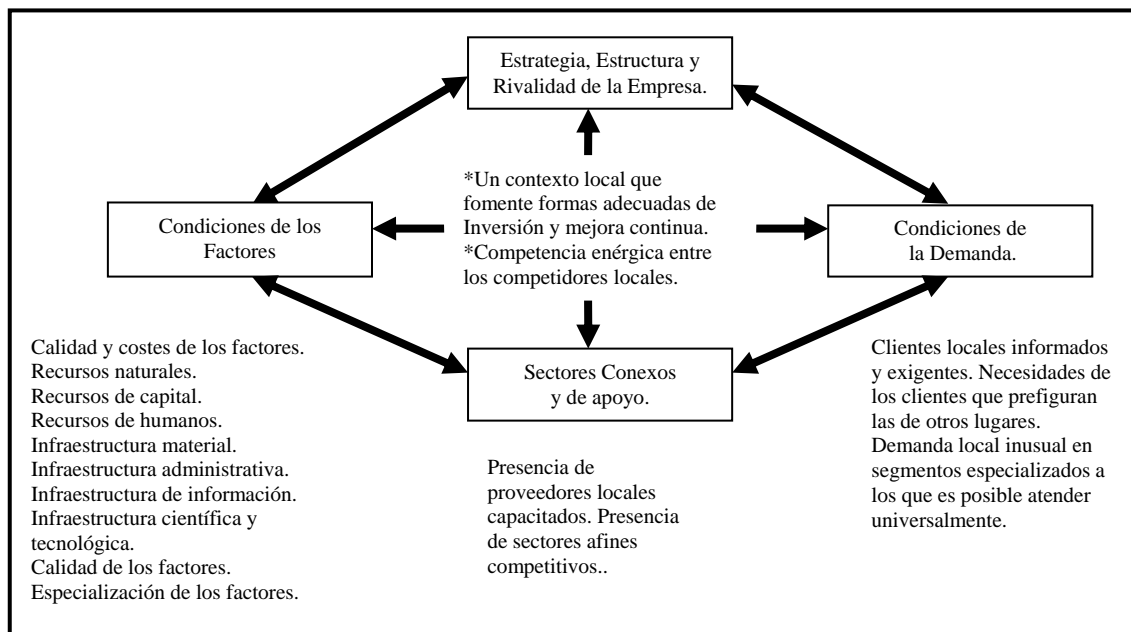 Estrategia, Estructura y
Rivalidad de la Empresa.
*Un contexto local que
fomente formas adecuadas de
Inversión y mejora continua.
*Competencia enérgica entre
los competidores locales.
Condiciones de los
Factores
Condiciones de
la Demanda.
Sectores Conexos
y de apoyo.
Calidad y costes de los factores.
Recursos naturales.
Recursos de capital.
Recursos de humanos.
Infraestructura material.
Infraestructura administrativa.
Infraestructura de información.
Infraestructura científica y
tecnológica.
Calidad de los factores.
Especialización de los factores.
Presencia de
proveedores locales
capacitados. Presencia
de sectores afines
competitivos..
Clientes locales informados
y exigentes. Necesidades de
los clientes que prefiguran
las de otros lugares.
Demanda local inusual en
segmentos especializados a
los que es posible atender
universalmente.